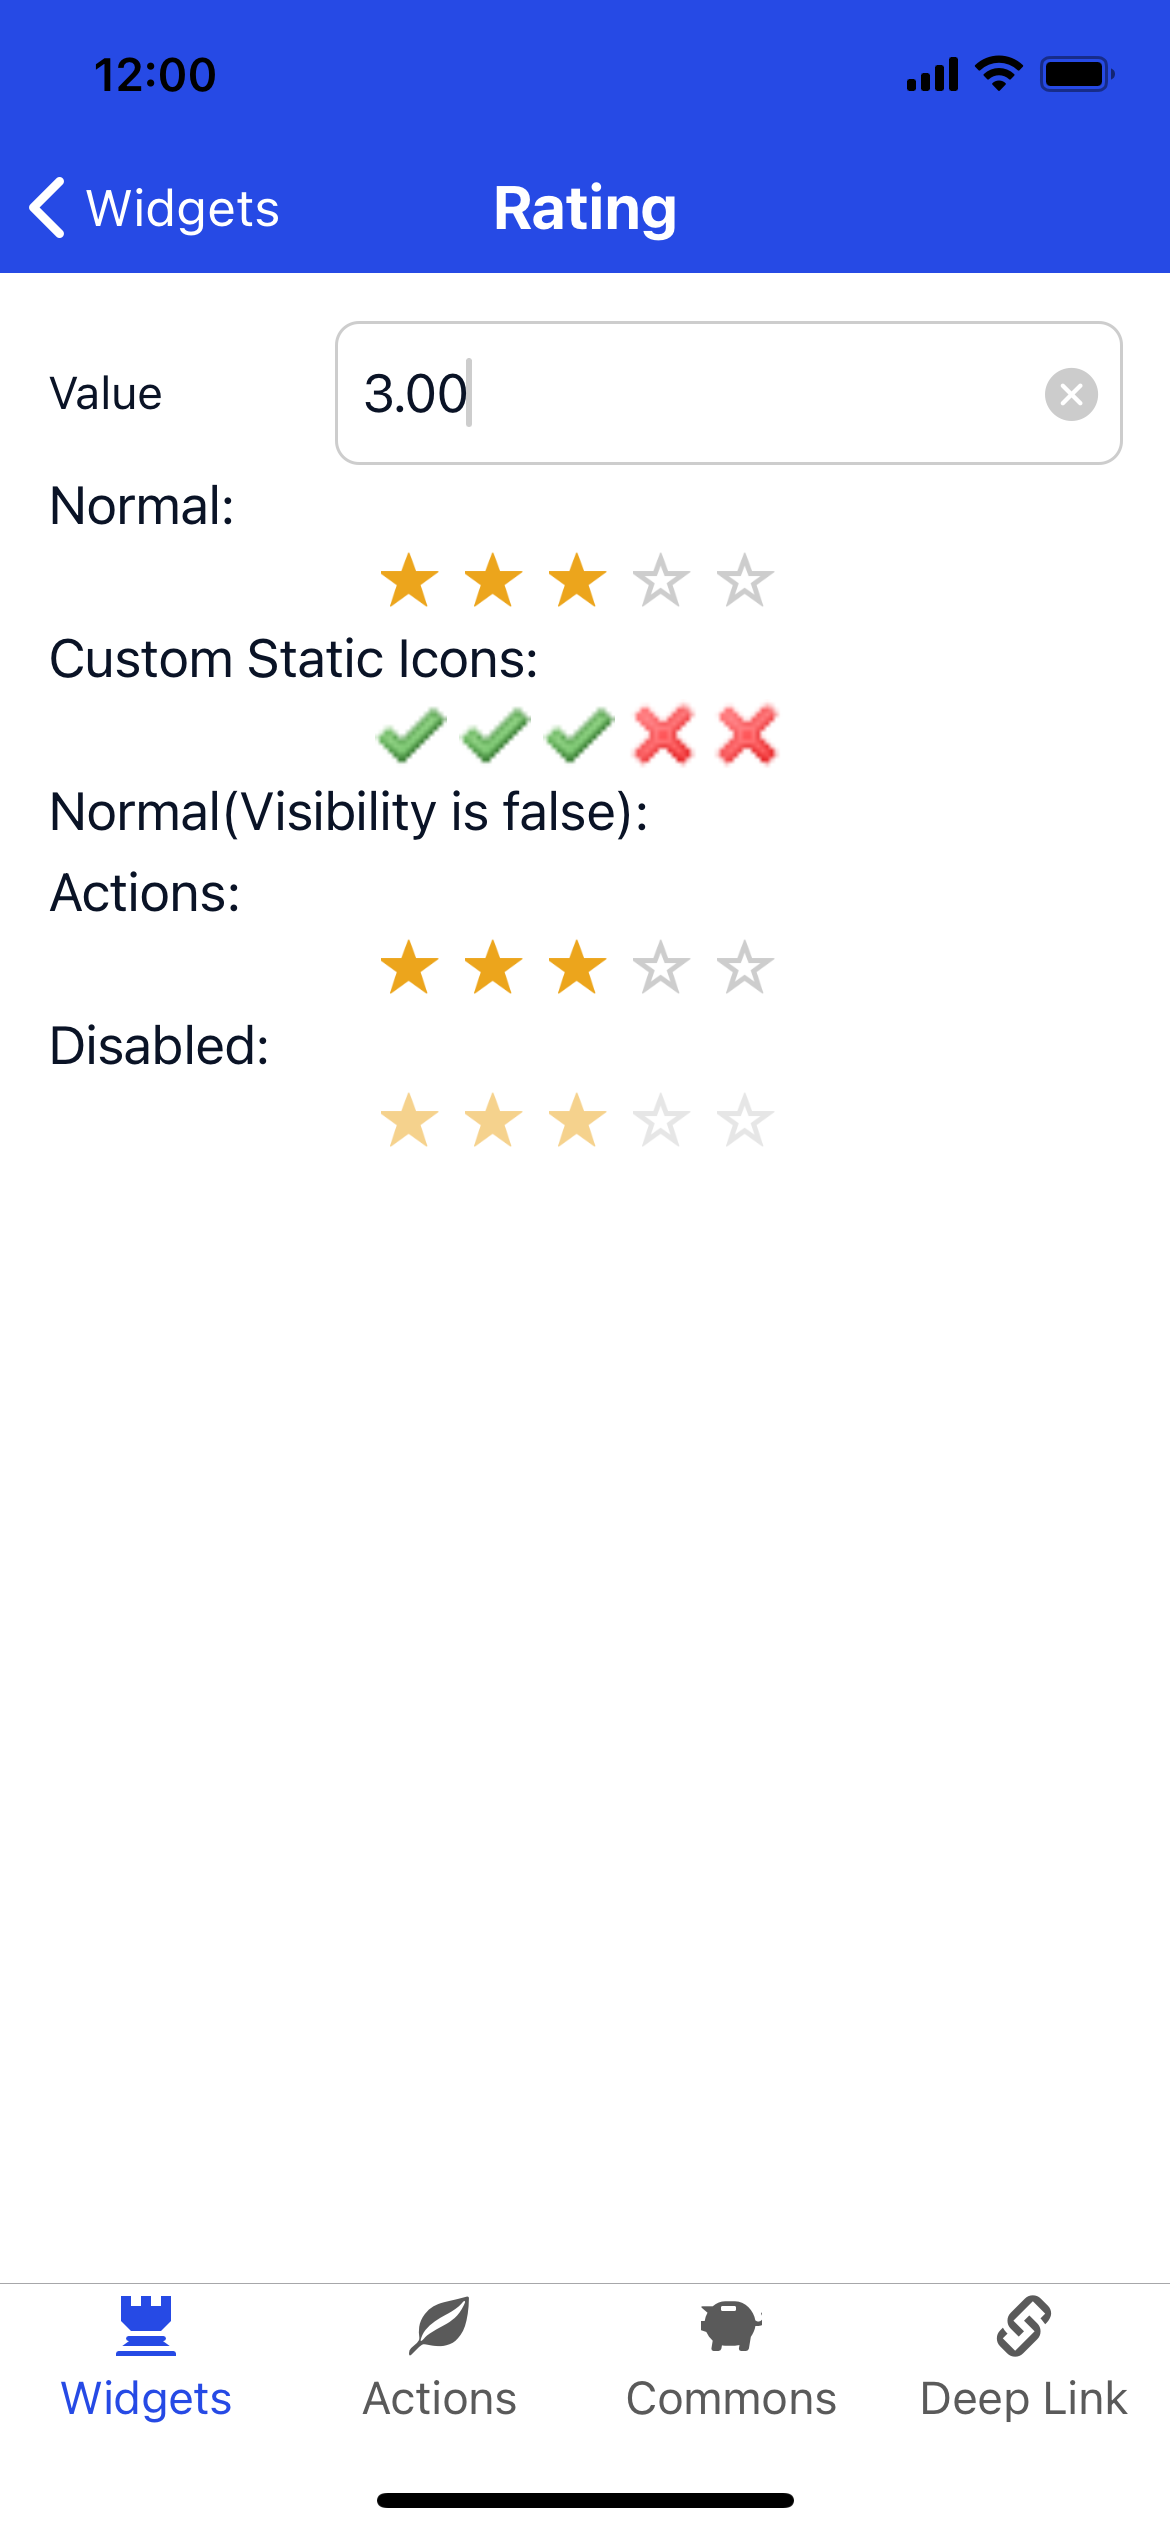 12:00
Widgets
Rating
Value
3.00
Normal:
Custom Static Icons:
Normal(Visibility is false):
Actions:
Disabled:
Widgets
Actions
Commons
Deep Link